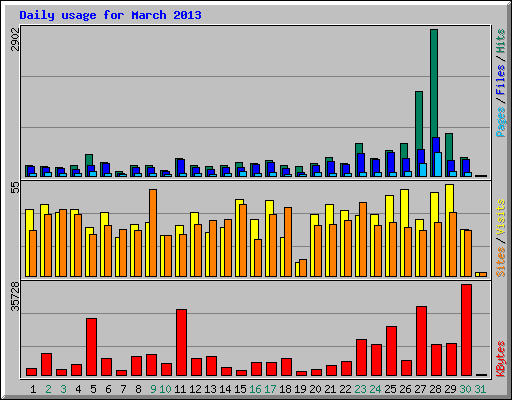 Daily usage for March 2013
2902
Pages / Files / Hits
55
Sites / Visits
35728
KBytes
1 2 3 4 5 6 7 8 9 10 11 12 13 14 15 16 17 18 19 20 21 22 23 24 25 26 27 28 29 30 31